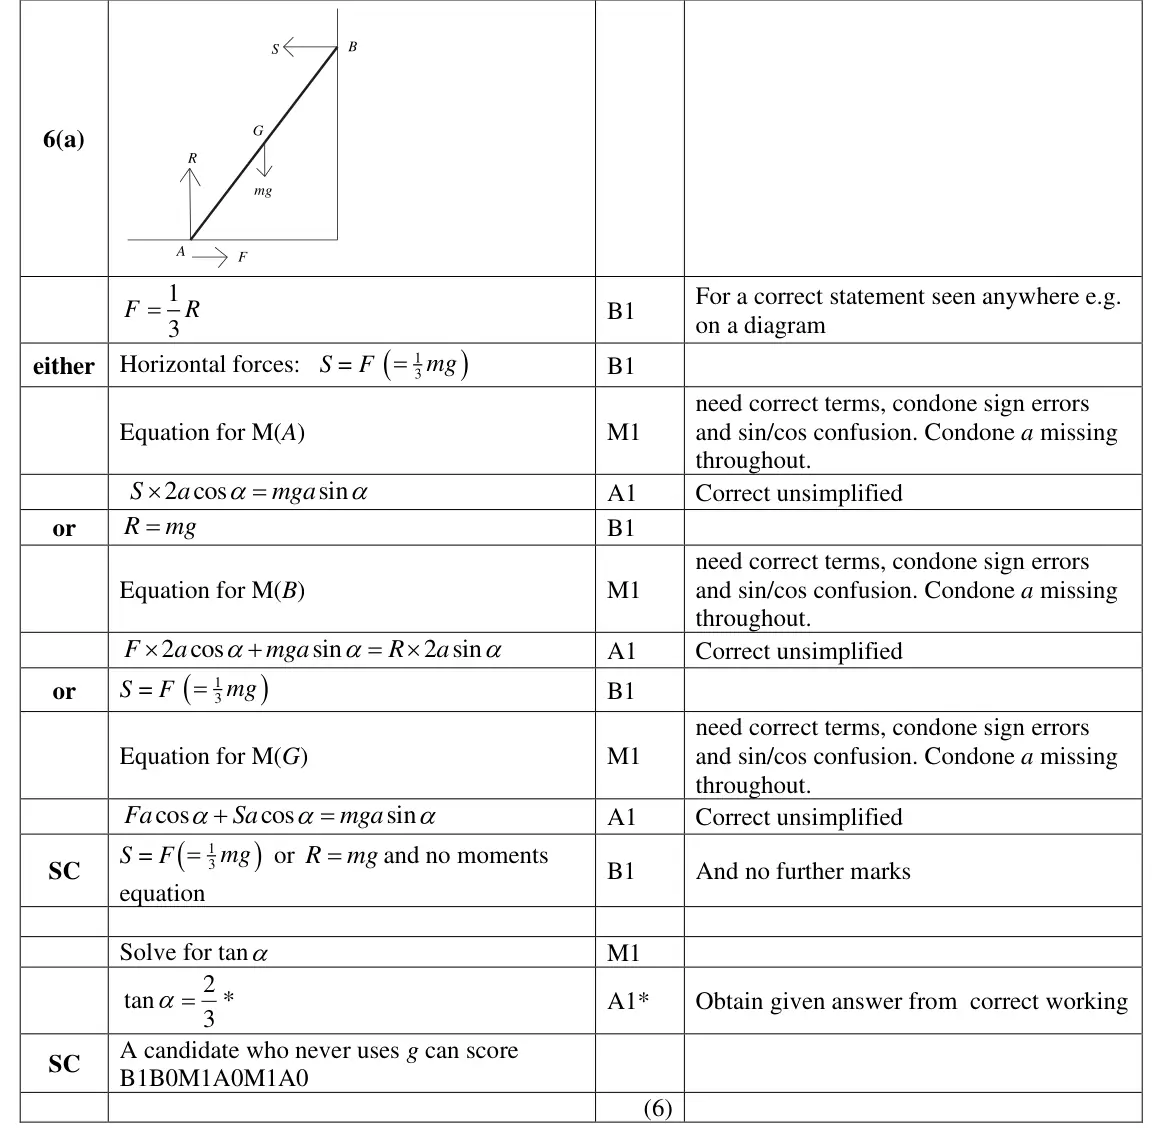 6(a)
S
B
G
R
mg
A
F
F = 1/3 R
B1
For a correct statement seen anywhere e.g.
on a diagram
either
Horizontal forces: S = F (= 1/3 mg)
B1
Equation for M(A)
M1
need correct terms, condone sign errors
and sin/cos confusion. Condone a missing
throughout.
S × 2a cos α = mga sin α
A1
Correct unsimplified
or
R = mg
B1
Equation for M(B)
M1
need correct terms, condone sign errors
and sin/cos confusion. Condone a missing
throughout.
F × 2a cos α + mga sin α = R × 2a sin α
A1
Correct unsimplified
or
S = F (= 1/3 mg)
B1
Equation for M(G)
M1
need correct terms, condone sign errors
and sin/cos confusion. Condone a missing
throughout.
Fa cos α + Sa cos α = mga sin α
A1
Correct unsimplified
SC
S = F (= 1/3 mg) or R = mg and no moments
equation
B1
And no further marks
Solve for tan α
M1
tan α = 2/3 *
A1*
Obtain given answer from correct working
SC
A candidate who never uses g can score
B1B0M1A0M1A0
(6)